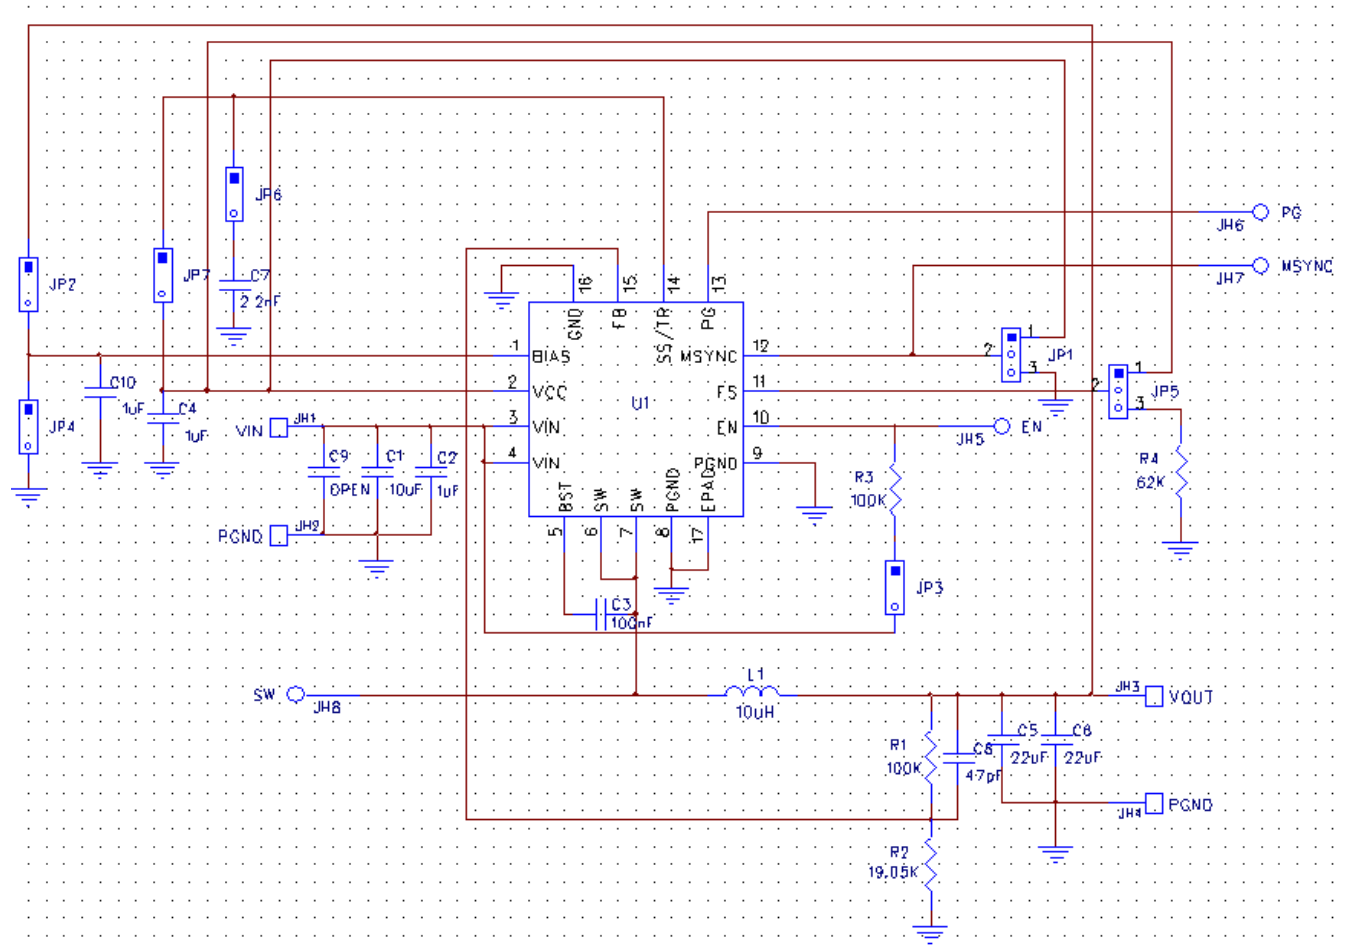 JP6
PG
JH6
JP2
JP7
C7
2.2nF
JH7
MSYNC
16
15
14
13
GND
FB
SS/TR
PG
1
BIAS
MSYNC
12
2
1
3
JP1
C10
1uF
2
VCC
FS
11
2
1
3
JP5
JP4
C4
1uF
U1
VIN
JH1
3
VIN
EN
10
JH5
EN
C9
OPEN
C1
10uF
C2
1uF
4
VIN
PGND
9
R3
100K
R4
62K
BST
SW
SW
PGND
EPAD
PGND
JH2
5
6
7
8
17
JP3
C3
100nF
SW
JH8
L1
10uH
JH3
VOUT
R1
100K
C8
47pF
C5
22uF
C6
22uF
JH4
PGND
R2
19.05K